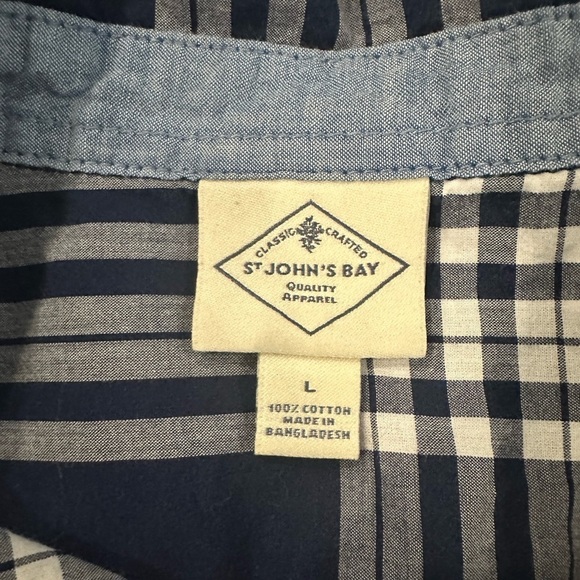 CLASSIC CRAFTED
ST JOHN'S BAY
QUALITY
APPAREL
L
100% COTTON
MADE IN
BANGLADESH